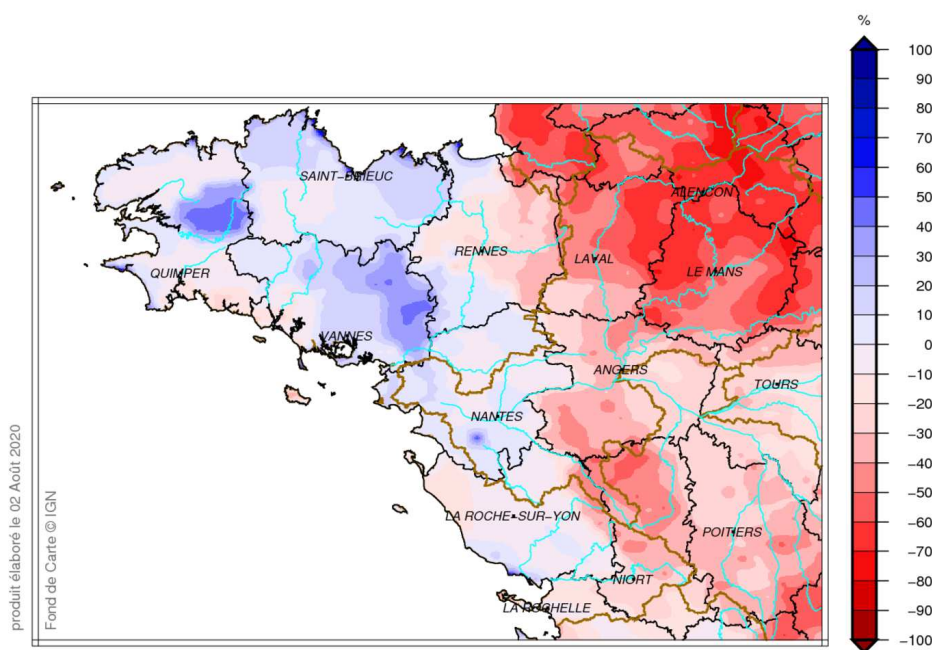 %
100
90
80
70
60
50
40
30
20
10
0
-10
-20
-30
-40
-50
-60
-70
-80
-90
-100
SAINT-BRIEUC
ALENÇON
RENNES
LAVAL
LE MANS
QUIMPER
VANNES
ANGERS
TOURS
NANTES
LA ROCHE-SUR-YON
POITIERS
NIORT
LA ROCHELLE
produit élaboré le 02 Août 2020
Fond de Carte © IGN